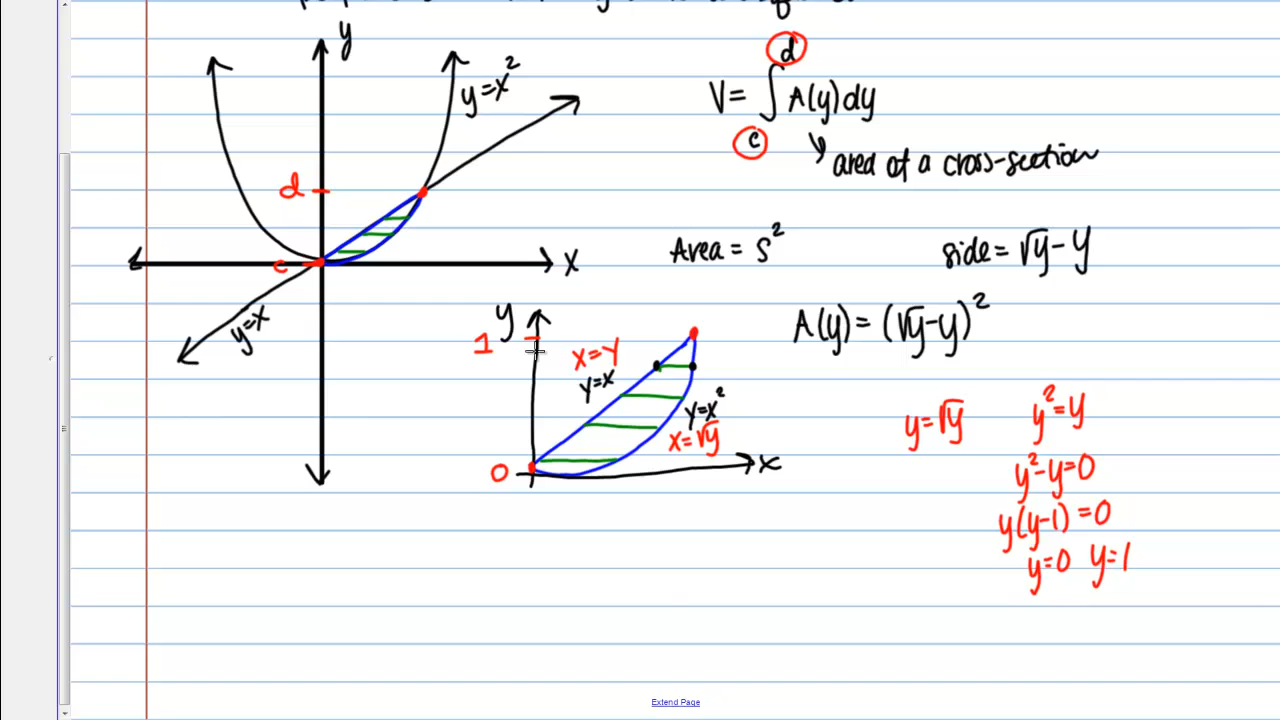 y
y=x²
d
c
x
y=x
V= ∫ A(y)dy
d
c
area of a cross-section
Area = s²
side = √y - y
A(y) = (√y-y)²
y
1
x=y
y=x
y=x²
x=√y
0
x
y=√y
y²=y
y²-y=0
y(y-1)=0
y=0 y=1
Extend Page